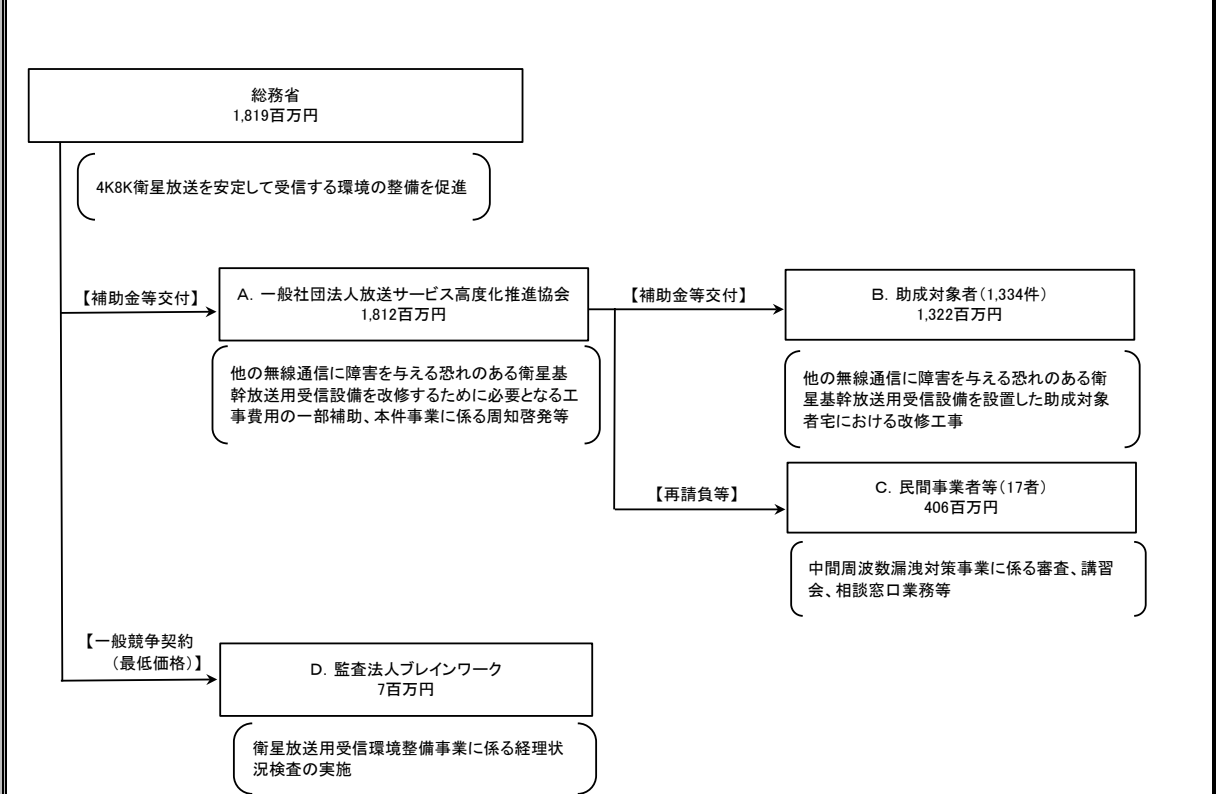 総務省
1,819百万円
4K8K衛星放送を安定して受信する環境の整備を促進
【補助金等交付】
A. 一般社団法人放送サービス高度化推進協会
1,812百万円
他の無線通信に障害を与える恐れのある衛星基
幹放送用受信設備を改修するために必要となる工
事費用の一部補助、本件事業に係る周知啓発等
【補助金等交付】
B. 助成対象者(1,334件)
1,322百万円
他の無線通信に障害を与える恐れのある衛
星基幹放送用受信設備を設置した助成対象
者宅における改修工事
【再請負等】
C. 民間事業者等(17者)
406百万円
中間周波数漏洩対策事業に係る審査、講習
会、相談窓口業務等
【一般競争契約
(最低価格)】
D. 監査法人ブレインワーク
7百万円
衛星放送用受信環境整備事業に係る経理状
況検査の実施